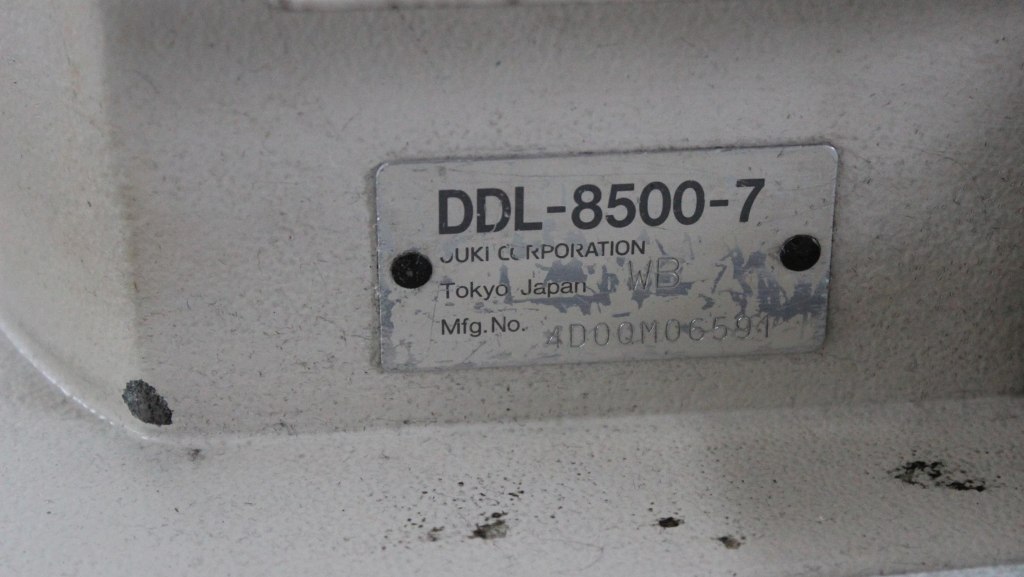 DDL-8500-7
JUKI CORPORATION
Tokyo Japan WB
Mfg.No. 4D0QM06591